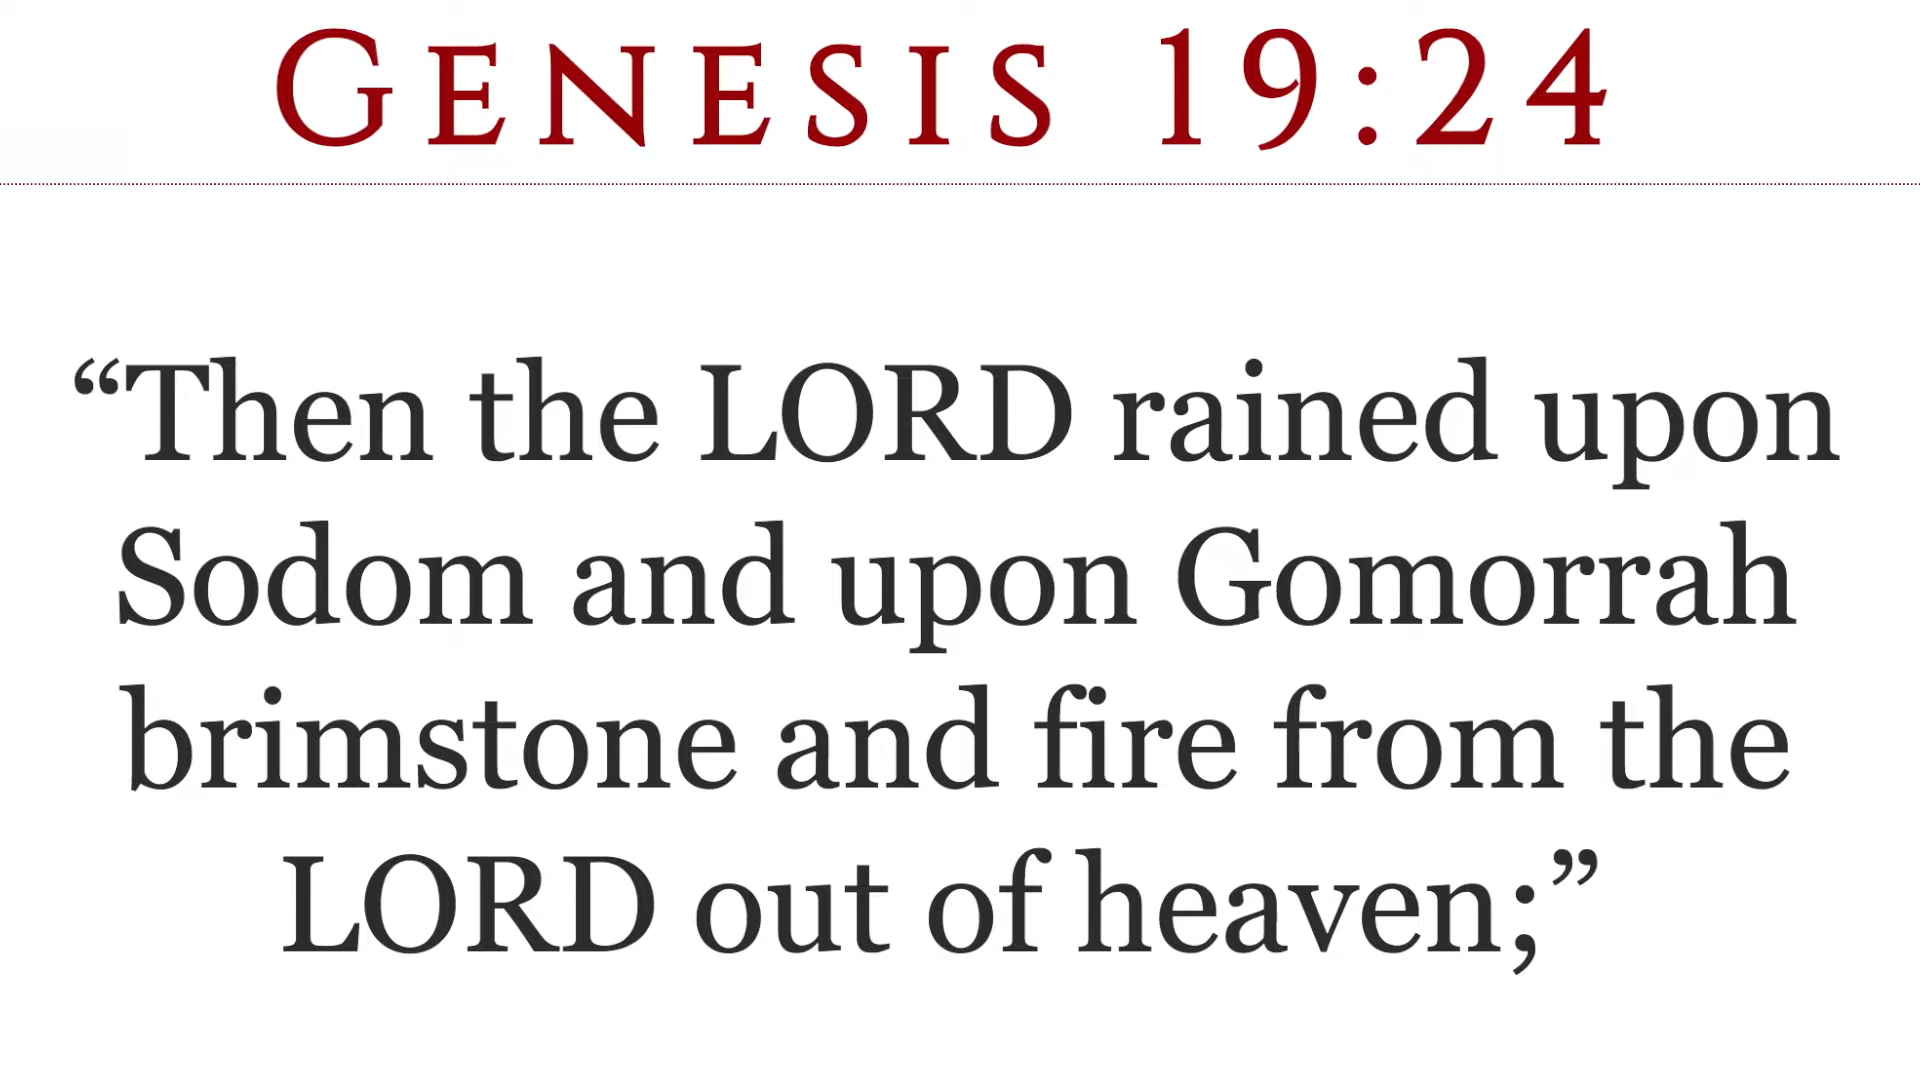 Genesis 19:24
“Then the LORD rained upon
Sodom and upon Gomorrah
brimstone and fire from the
LORD out of heaven;”